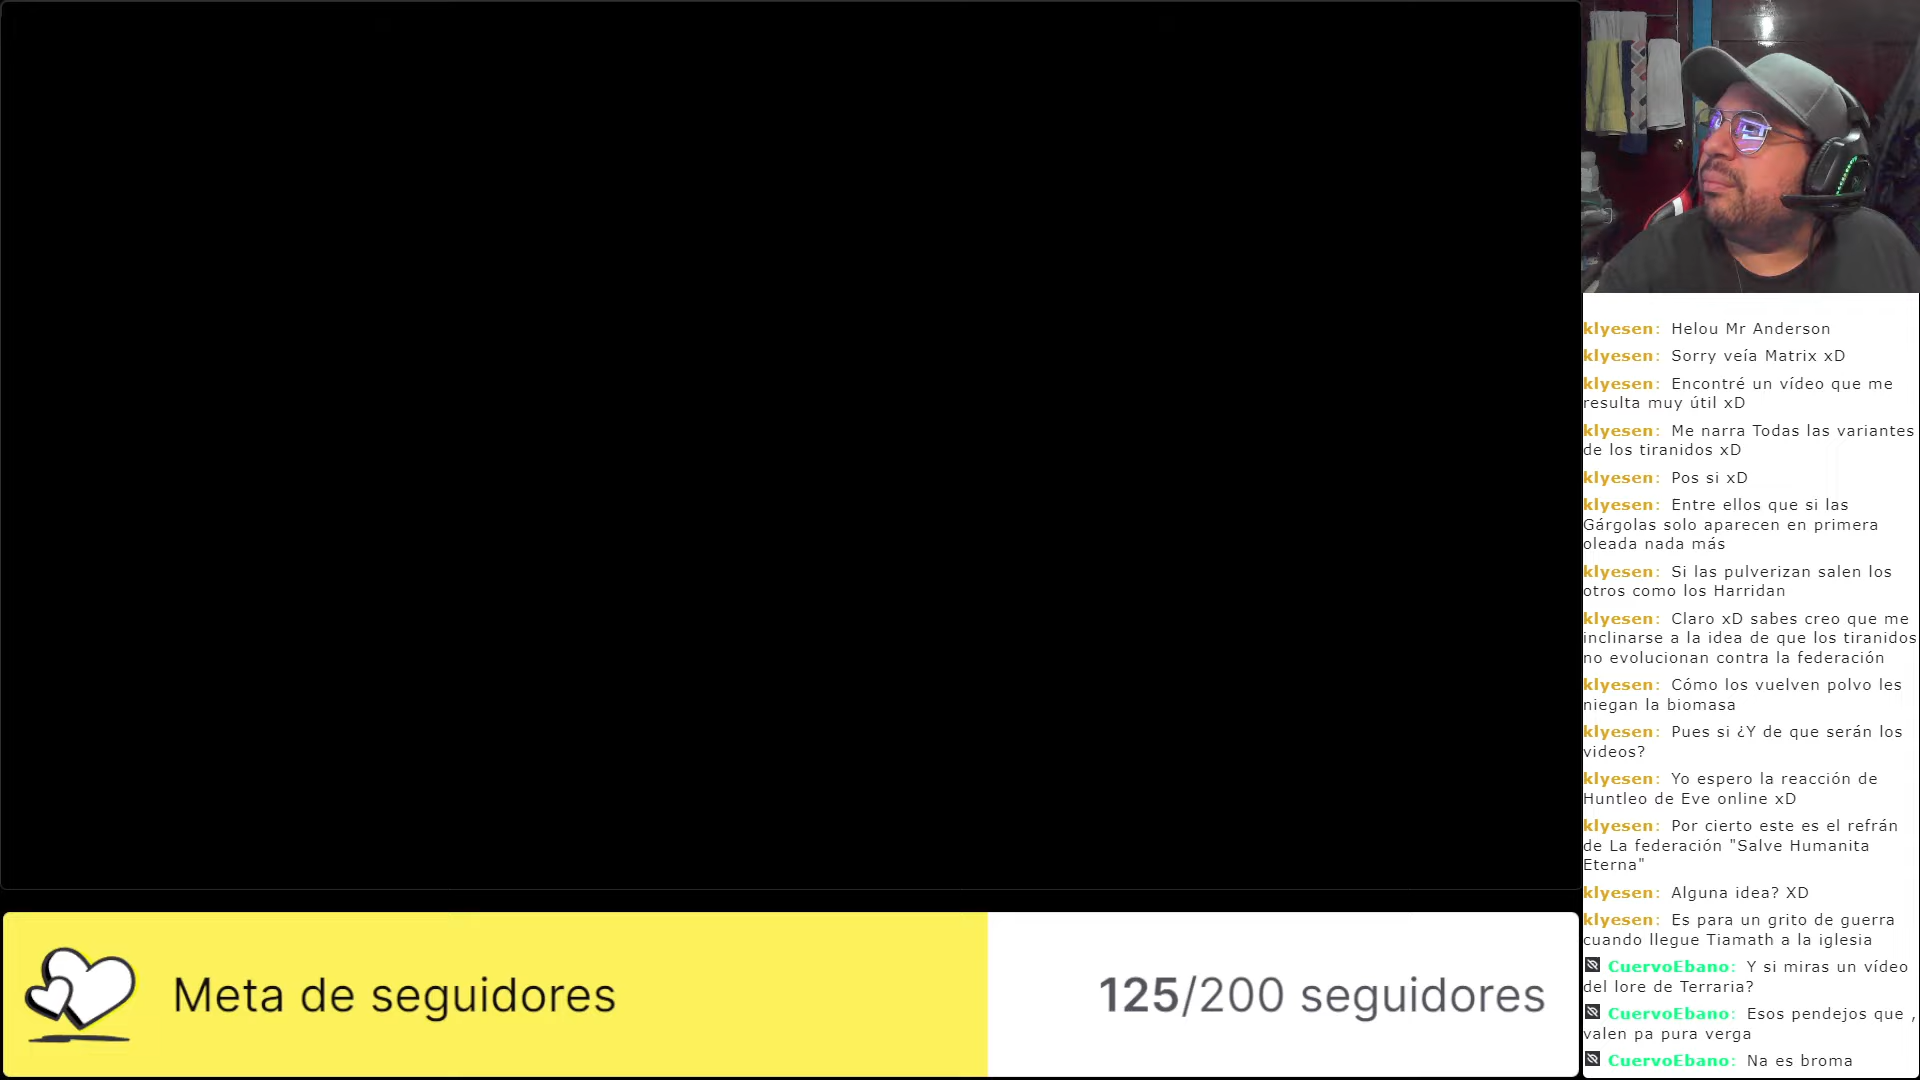 klyesen: Helou Mr Anderson
klyesen: Sorry veía Matrix xD
klyesen: Encontré un vídeo que me
resulta muy útil xD
klyesen: Me narra Todas las variantes
de los tiranidos xD
klyesen: Pos si xD
klyesen: Entre ellos que si las
Gárgolas solo aparecen en primera
oleada nada más
klyesen: Si las pulverizan salen los
otros como los Harridan
klyesen: Claro xD sabes creo que me
inclinarse a la idea de que los tiranidos
no evolucionan contra la federación
klyesen: Cómo los vuelven polvo les
niegan la biomasa
klyesen: Pues si ¿Y de que serán los
videos?
klyesen: Yo espero la reacción de
Huntleo de Eve online xD
klyesen: Por cierto este es el refrán
de La federación "Salve Humanita
Eterna"
klyesen: Alguna idea? XD
klyesen: Es para un grito de guerra
cuando llegue Tiamath a la iglesia
CuervoEbano: Y si miras un vídeo
del lore de Terraria?
CuervoEbano: Esos pendejos que ,
valen pa pura verga
CuervoEbano: Na es broma
Meta de seguidores
125/200 seguidores